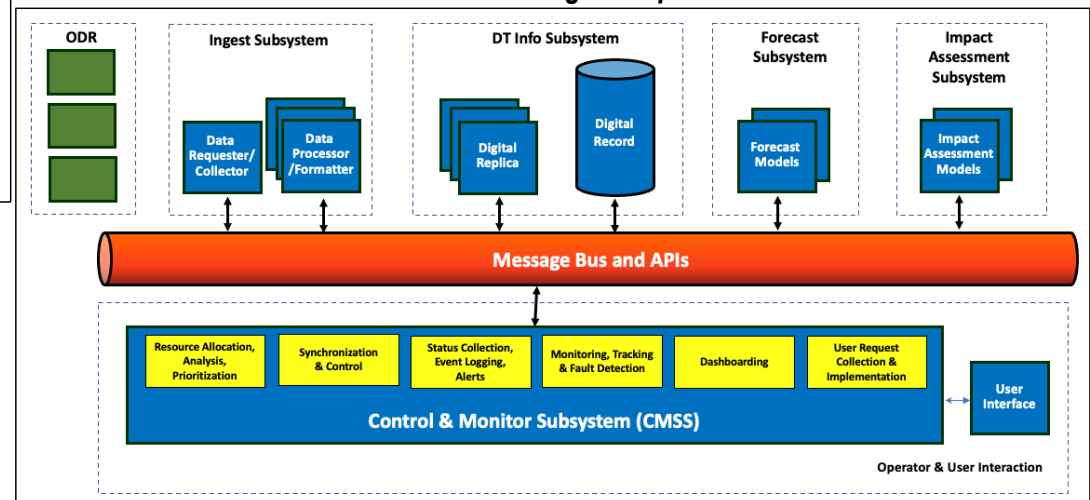 ODR
Ingest Subsystem
DT Info Subsystem
Forecast
Subsystem
Impact
Assessment
Subsystem
Data
Requester/
Collector
Data
Processor
/Formatter
Digital
Replica
Digital
Record
Forecast
Models
Impact
Assessment
Models
Message Bus and APIs
Resource Allocation,
Analysis,
Prioritization
Synchronization
& Control
Status Collection,
Event Logging,
Alerts
Monitoring, Tracking
& Fault Detection
Dashboarding
User Request
Collection &
Implementation
Control & Monitor Subsystem (CMSS)
User
Interface
Operator & User Interaction